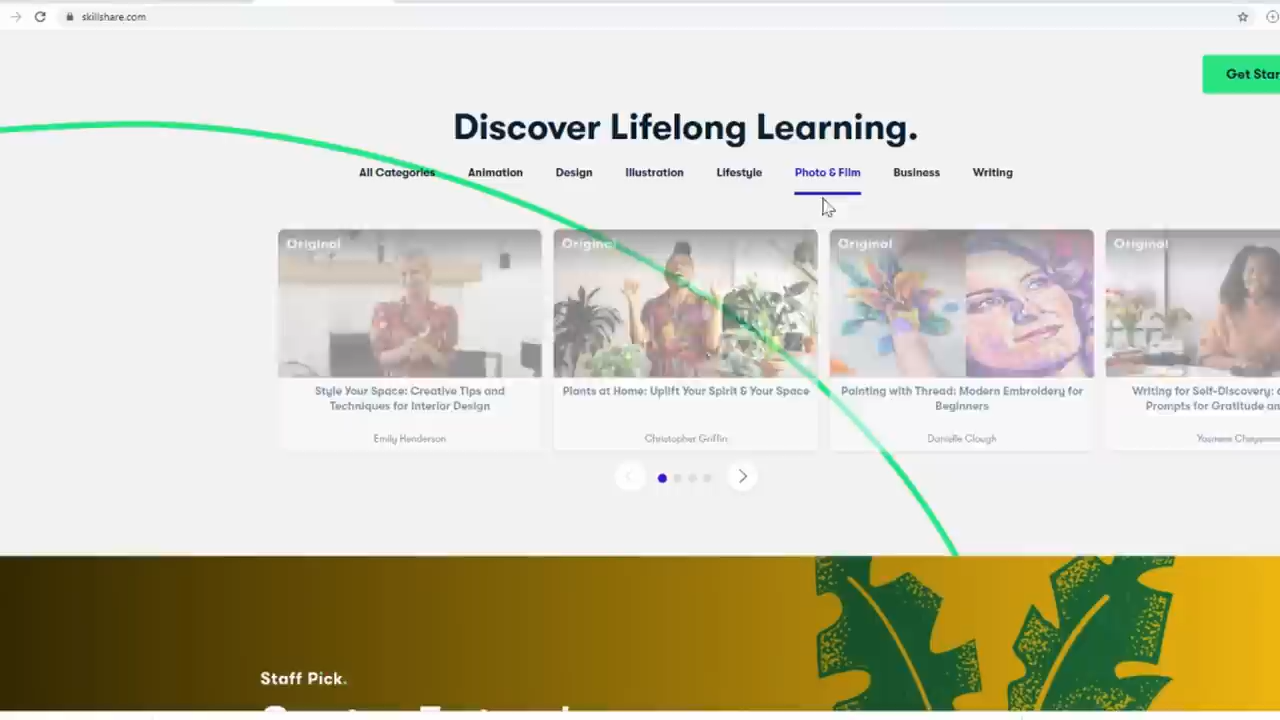 skillshare.com
Get Star
Discover Lifelong Learning.
All Categories Animation Design Illustration Lifestyle Photo & Film Business Writing
Original Original Original Original
Style Your Space: Creative Tips and
Techniques for Interior Design
Emily Henderson
Plants at Home: Uplift Your Spirit & Your Space
Christopher Griffin
Painting with Thread: Modern Embroidery for
Beginners
Danielle Clough
Writing for Self-Discovery:
Prompts for Gratitude an
Staff Pick.